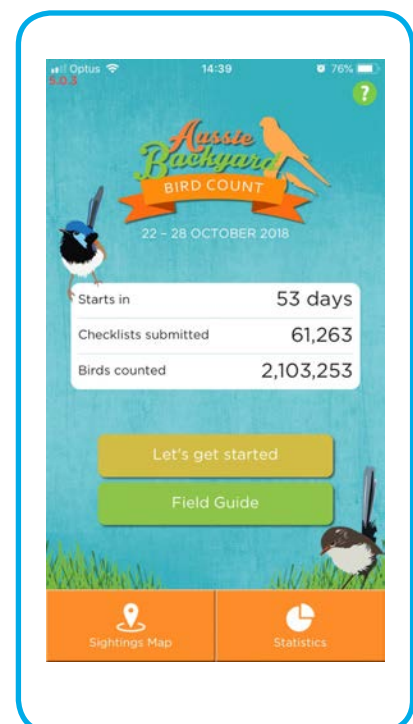 Optus 14:39 76%
5.0.3
?
Aussie
Backyard
BIRD COUNT
22 – 28 OCTOBER 2018
Starts in 53 days
Checklists submitted 61,263
Birds counted 2,103,253
Let's get started
Field Guide
Sightings Map Statistics